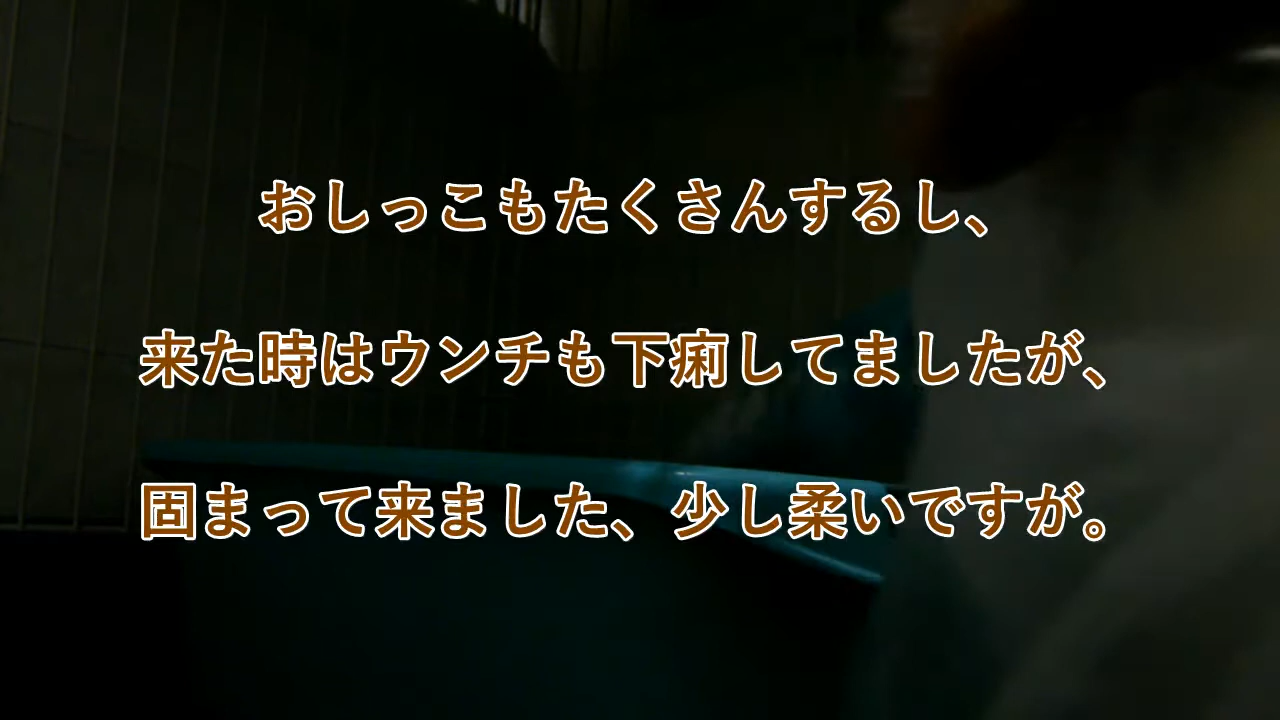 おしっこもたくさんするし、
来た時はウンチも下痢してましたが、
固まって来ました、少し柔いですが。